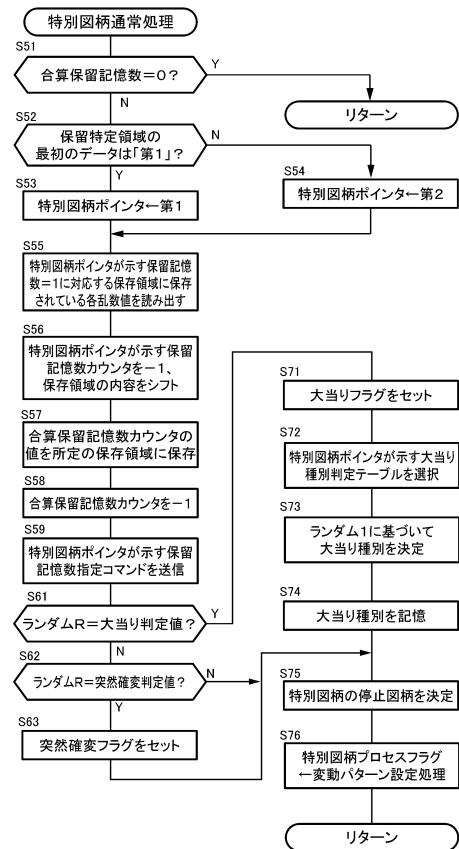 特別図柄通常処理
S51
合算保留記憶数=0?
Y
N
リターン
S52
保留特定領域の
最初のデータは「第1」?
N
Y
S53
特別図柄ポインタ←第1
S54
特別図柄ポインタ←第2
S55
特別図柄ポインタが示す保留記憶
数=1に対応する保存領域に保存
されている各乱数値を読み出す
S56
特別図柄ポインタが示す保留
記憶数カウンタを-1、
保存領域の内容をシフト
S57
合算保留記憶数カウンタの
値を所定の保存領域に保存
S58
合算保留記憶数カウンタを-1
S59
特別図柄ポインタが示す保留
記憶数指定コマンドを送信
S61
ランダムR=大当り判定値?
Y
N
S62
ランダムR=突然確変判定値?
N
Y
S63
突然確変フラグをセット
S71
大当りフラグをセット
S72
特別図柄ポインタが示す大当り
種別判定テーブルを選択
S73
ランダム1に基づいて
大当り種別を決定
S74
大当り種別を記憶
S75
特別図柄の停止図柄を決定
S76
特別図柄プロセスフラグ
←変動パターン設定処理
リターン